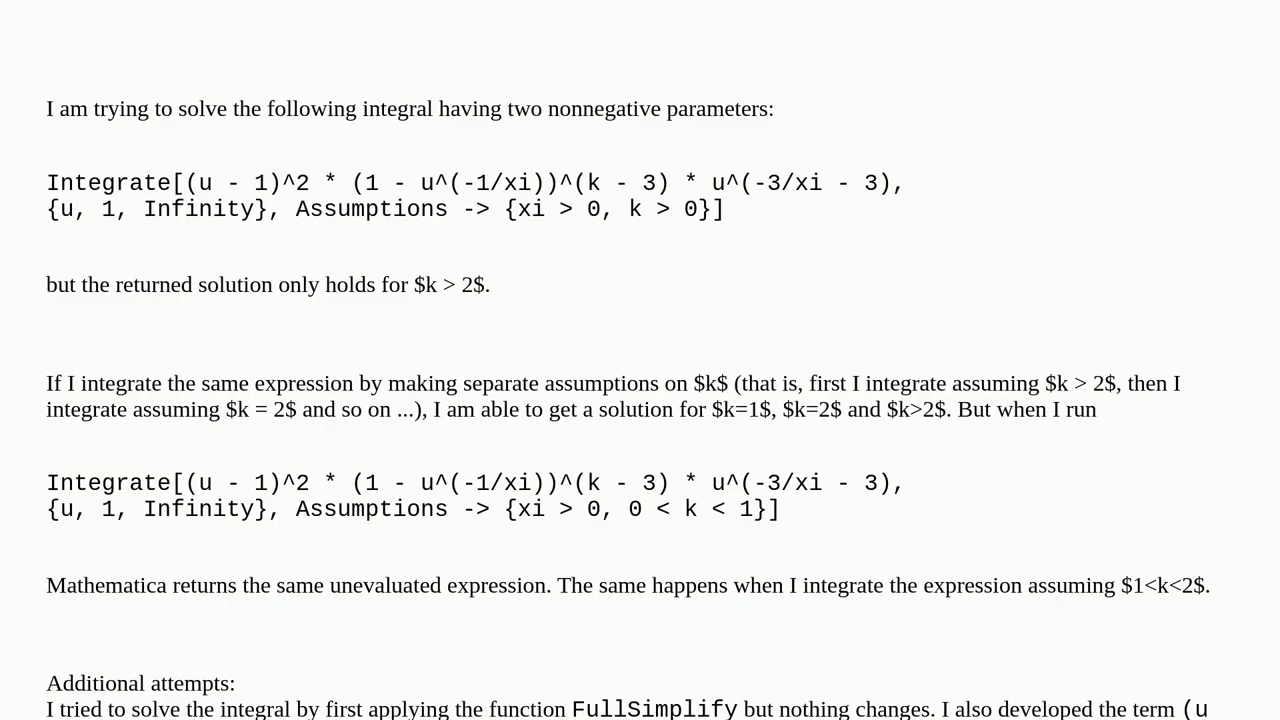 I am trying to solve the following integral having two nonnegative parameters:
Integrate[(u - 1)^2 * (1 - u^(-1/xi))^(k - 3) * u^(-3/xi - 3),
{u, 1, Infinity}, Assumptions -> {xi > 0, k > 0}]
but the returned solution only holds for $k > 2$.
If I integrate the same expression by making separate assumptions on $k$ (that is, first I integrate assuming $k > 2$, then I
integrate assuming $k = 2$ and so on ...), I am able to get a solution for $k=1$, $k=2$ and $k>2$. But when I run
Integrate[(u - 1)^2 * (1 - u^(-1/xi))^(k - 3) * u^(-3/xi - 3),
{u, 1, Infinity}, Assumptions -> {xi > 0, 0 < k < 1}]
Mathematica returns the same unevaluated expression. The same happens when I integrate the expression assuming $1<k<2$.
Additional attempts:
I tried to solve the integral by first applying the function FullSimplify but nothing changes. I also developed the term (u